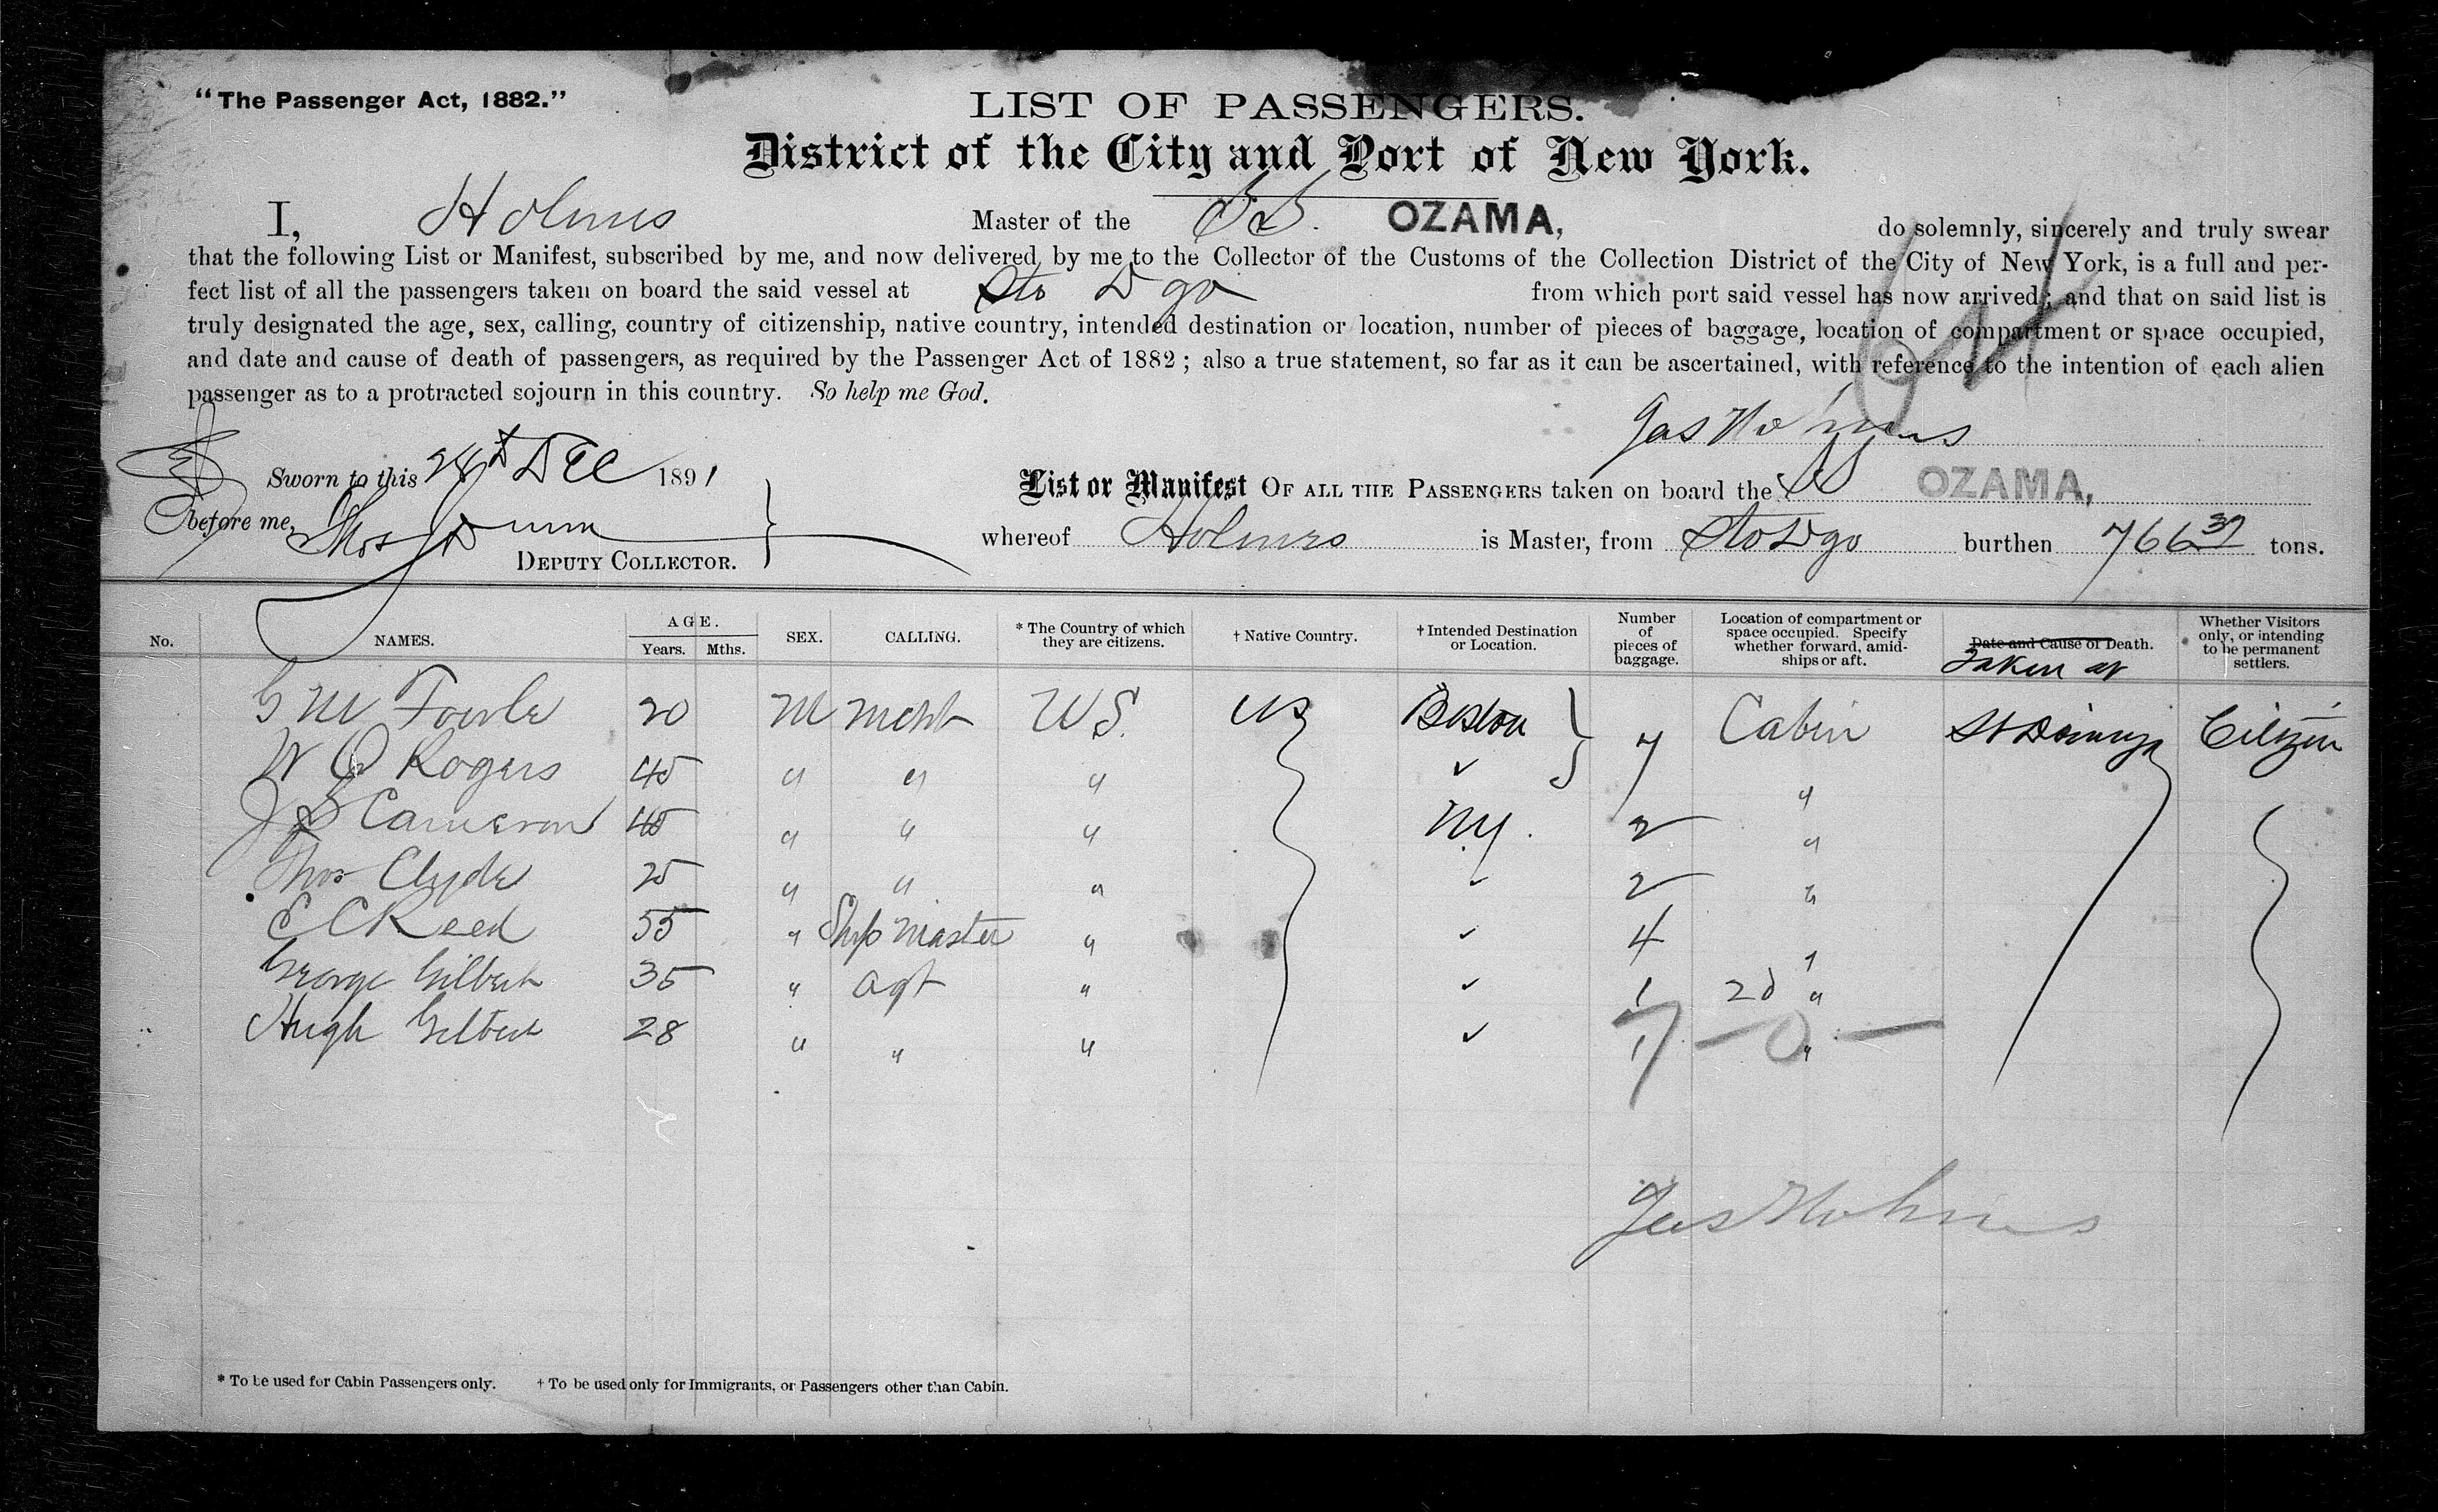 "The Passenger Act, 1882."
LIST OF PASSENGERS.
District of the City and Port of New York.
I, Holmes Master of the SS. OZAMA, do solemnly, sincerely and truly swear
that the following List or Manifest, subscribed by me, and now delivered by me to the Collector of the Customs of the Collection District of the City of New York, is a full and per-
fect list of all the passengers taken on board the said vessel at Sto Dgo from which port said vessel has now arrived; and that on said list is
truly designated the age, sex, calling, country of citizenship, native country, intended destination or location, number of pieces of baggage, location of compartment or space occupied,
and date and cause of death of passengers, as required by the Passenger Act of 1882; also a true statement, so far as it can be ascertained, with reference to the intention of each alien
passenger as to a protracted sojourn in this country. So help me God.
Jas Holmes
Sworn to this Dec 1891
before me, Thos Dunn
DEPUTY COLLECTOR.
List or Manifest OF ALL THE PASSENGERS taken on board the SS OZAMA,
whereof Holmes is Master, from Sto Dgo burthen 766 37 tons.
No. NAMES. AGE. Years. Mths. SEX. CALLING. * The Country of which they are citizens. † Native Country. † Intended Destination or Location. Number of pieces of baggage. Location of compartment or space occupied. Specify whether forward, amid-ships or aft. Date and Cause of Death. Taken at Whether Visitors only, or intending to be permanent settlers.
G M Fowle 20 M Mcht U S. US Boston } 7 Cabin St Domingo Citizen
W O Rogers 45 " " " ✓ "
J S Cameron 45 " " " N.Y. 2 "
Thos Clyde 25 " " " ✓ 2 "
E C Reed 55 " Ship master " ✓ 4 "
George Gilbert 35 " agt " ✓ 1 2d "
Hugh Gilbert 28 " " " ✓ 1 "
7 - 0 -
Jas Holmes
* To be used for Cabin Passengers only. † To be used only for Immigrants, or Passengers other than Cabin.